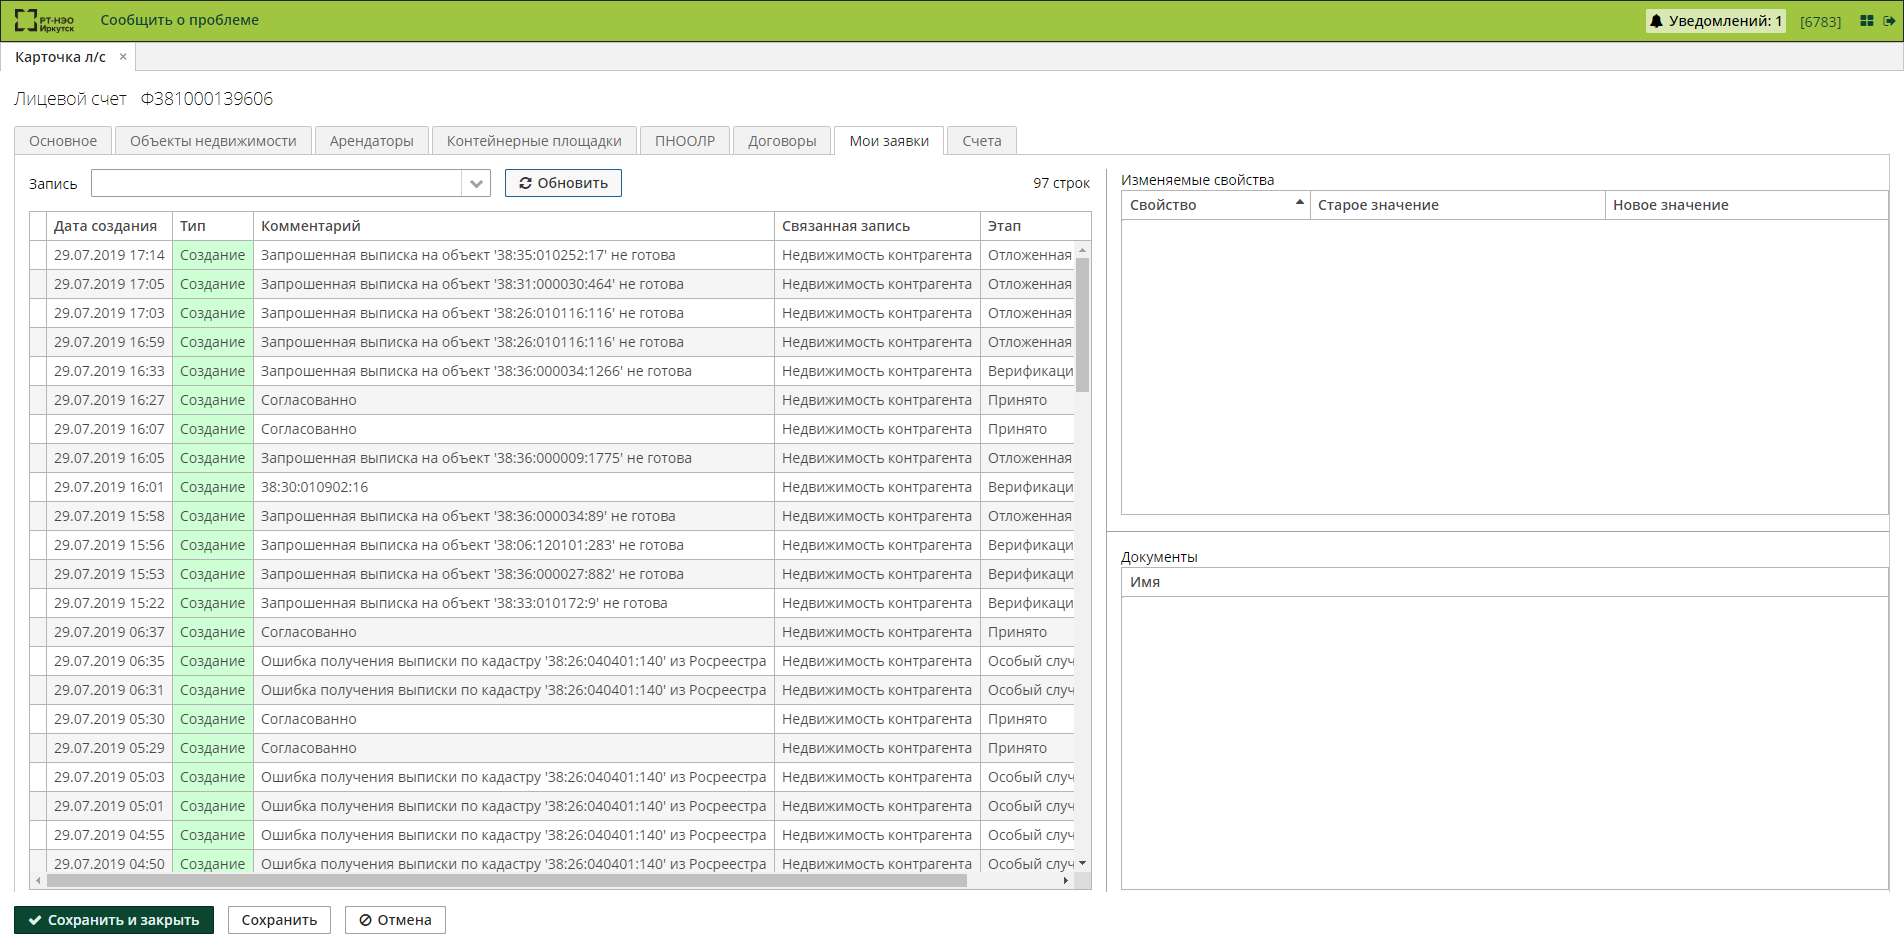 РТ-НЭО
Иркутск
Сообщить о проблеме
Уведомлений: 1
[6783]
Карточка л/с ×
Лицевой счет Ф381000139606
Основное Объекты недвижимости Арендаторы Контейнерные площадки ПНООЛР Договоры Мои заявки Счета
Запись Обновить 97 строк
Дата создания Тип Комментарий Связанная запись Этап
29.07.2019 17:14 Создание Запрошенная выписка на объект '38:35:010252:17' не готова Недвижимость контрагента Отложенная
29.07.2019 17:05 Создание Запрошенная выписка на объект '38:31:000030:464' не готова Недвижимость контрагента Отложенная
29.07.2019 17:03 Создание Запрошенная выписка на объект '38:26:010116:116' не готова Недвижимость контрагента Отложенная
29.07.2019 16:59 Создание Запрошенная выписка на объект '38:26:010116:116' не готова Недвижимость контрагента Отложенная
29.07.2019 16:33 Создание Запрошенная выписка на объект '38:36:000034:1266' не готова Недвижимость контрагента Верификаци
29.07.2019 16:27 Создание Согласованно Недвижимость контрагента Принято
29.07.2019 16:07 Создание Согласованно Недвижимость контрагента Принято
29.07.2019 16:05 Создание Запрошенная выписка на объект '38:36:000009:1775' не готова Недвижимость контрагента Отложенная
29.07.2019 16:01 Создание 38:30:010902:16 Недвижимость контрагента Верификаци
29.07.2019 15:58 Создание Запрошенная выписка на объект '38:36:000034:89' не готова Недвижимость контрагента Отложенная
29.07.2019 15:56 Создание Запрошенная выписка на объект '38:06:120101:283' не готова Недвижимость контрагента Верификаци
29.07.2019 15:53 Создание Запрошенная выписка на объект '38:36:000027:882' не готова Недвижимость контрагента Верификаци
29.07.2019 15:22 Создание Запрошенная выписка на объект '38:33:010172:9' не готова Недвижимость контрагента Верификаци
29.07.2019 06:37 Создание Согласованно Недвижимость контрагента Принято
29.07.2019 06:35 Создание Ошибка получения выписки по кадастру '38:26:040401:140' из Росреестра Недвижимость контрагента Особый случ
29.07.2019 06:31 Создание Ошибка получения выписки по кадастру '38:26:040401:140' из Росреестра Недвижимость контрагента Особый случ
29.07.2019 05:30 Создание Согласованно Недвижимость контрагента Принято
29.07.2019 05:29 Создание Согласованно Недвижимость контрагента Принято
29.07.2019 05:03 Создание Ошибка получения выписки по кадастру '38:26:040401:140' из Росреестра Недвижимость контрагента Особый случ
29.07.2019 05:01 Создание Ошибка получения выписки по кадастру '38:26:040401:140' из Росреестра Недвижимость контрагента Особый случ
29.07.2019 04:55 Создание Ошибка получения выписки по кадастру '38:26:040401:140' из Росреестра Недвижимость контрагента Особый случ
29.07.2019 04:50 Создание Ошибка получения выписки по кадастру '38:26:040401:140' из Росреестра Недвижимость контрагента Особый случ
Изменяемые свойства
Свойство Старое значение Новое значение
Документы
Имя
Сохранить и закрыть Сохранить Отмена